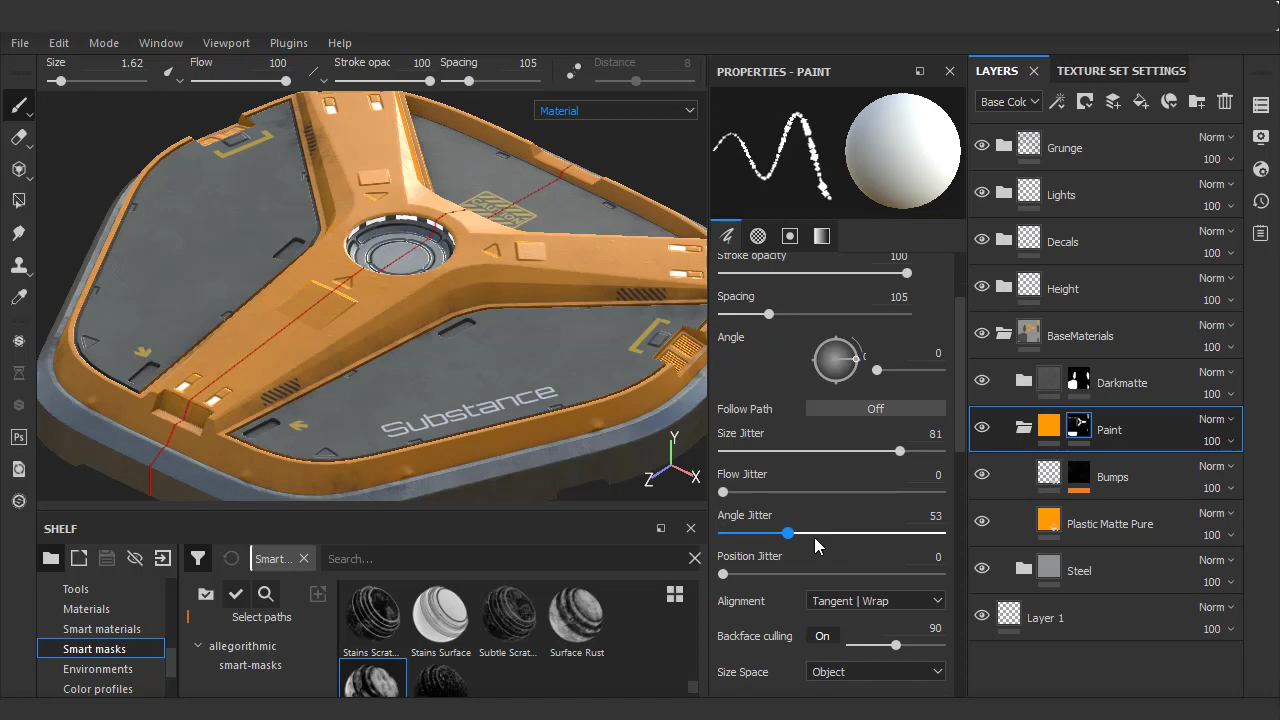 File Edit Mode Window Viewport Plugins Help
Size 1.62 Flow 100 Stroke opac 100 Spacing 105 Distance 8
Material
CAUTION
Substance
Y
Z X
PROPERTIES - PAINT
Stroke opacity 100
Spacing 105
Angle 0
Follow Path Off
Size Jitter 81
Flow Jitter 0
Angle Jitter 53
Position Jitter 0
Alignment Tangent | Wrap
Backface culling On 90
Size Space Object
LAYERS TEXTURE SET SETTINGS
Base Colo
Grunge Norm 100
Lights Norm 100
Decals Norm 100
Height Norm 100
BaseMaterials Norm 100
Darkmatte Norm 100
Paint Norm 100
Bumps Norm 100
Plastic Matte Pure Norm 100
Steel Norm 100
Layer 1 Norm 100
SHELF
Smart... Search...
Tools
Materials
Smart materials
Smart masks
Environments
Color profiles
Select paths
allegorithmic
smart-masks
Stains Scrat... Stains Surface Subtle Scrat... Surface Rust
Ps